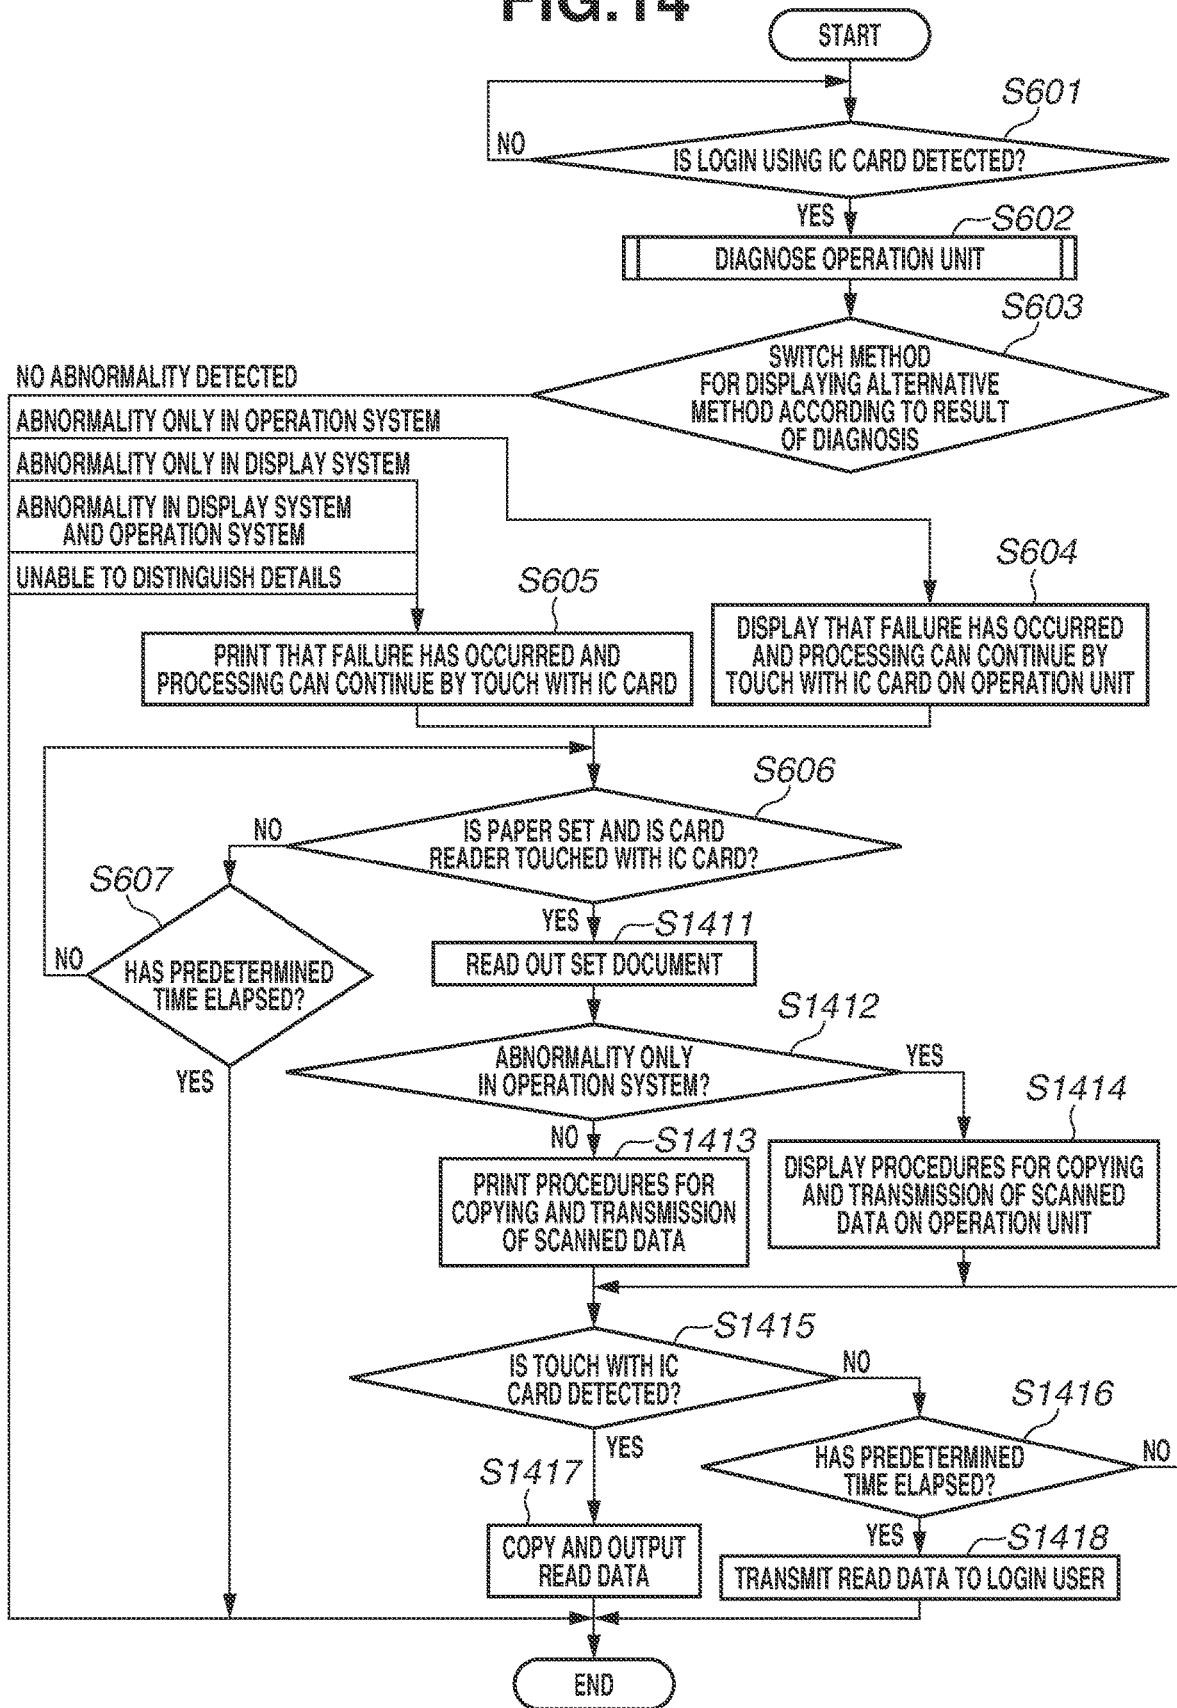 FIG.14
START
S601
NO
IS LOGIN USING IC CARD DETECTED?
YES
S602
DIAGNOSE OPERATION UNIT
S603
SWITCH METHOD
FOR DISPLAYING ALTERNATIVE
METHOD ACCORDING TO RESULT
OF DIAGNOSIS
NO ABNORMALITY DETECTED
ABNORMALITY ONLY IN OPERATION SYSTEM
ABNORMALITY ONLY IN DISPLAY SYSTEM
ABNORMALITY IN DISPLAY SYSTEM
AND OPERATION SYSTEM
UNABLE TO DISTINGUISH DETAILS
S605
PRINT THAT FAILURE HAS OCCURRED AND
PROCESSING CAN CONTINUE BY TOUCH WITH IC CARD
S604
DISPLAY THAT FAILURE HAS OCCURRED
AND PROCESSING CAN CONTINUE BY
TOUCH WITH IC CARD ON OPERATION UNIT
S606
NO
IS PAPER SET AND IS CARD
READER TOUCHED WITH IC CARD?
S607
NO
HAS PREDETERMINED
TIME ELAPSED?
YES
YES
S1411
READ OUT SET DOCUMENT
S1412
ABNORMALITY ONLY
IN OPERATION SYSTEM?
YES
NO
S1413
PRINT PROCEDURES FOR
COPYING AND TRANSMISSION
OF SCANNED DATA
S1414
DISPLAY PROCEDURES FOR COPYING
AND TRANSMISSION OF SCANNED
DATA ON OPERATION UNIT
S1415
IS TOUCH WITH IC
CARD DETECTED?
NO
YES
S1416
HAS PREDETERMINED
TIME ELAPSED?
NO
YES
S1417
COPY AND OUTPUT
READ DATA
S1418
TRANSMIT READ DATA TO LOGIN USER
END